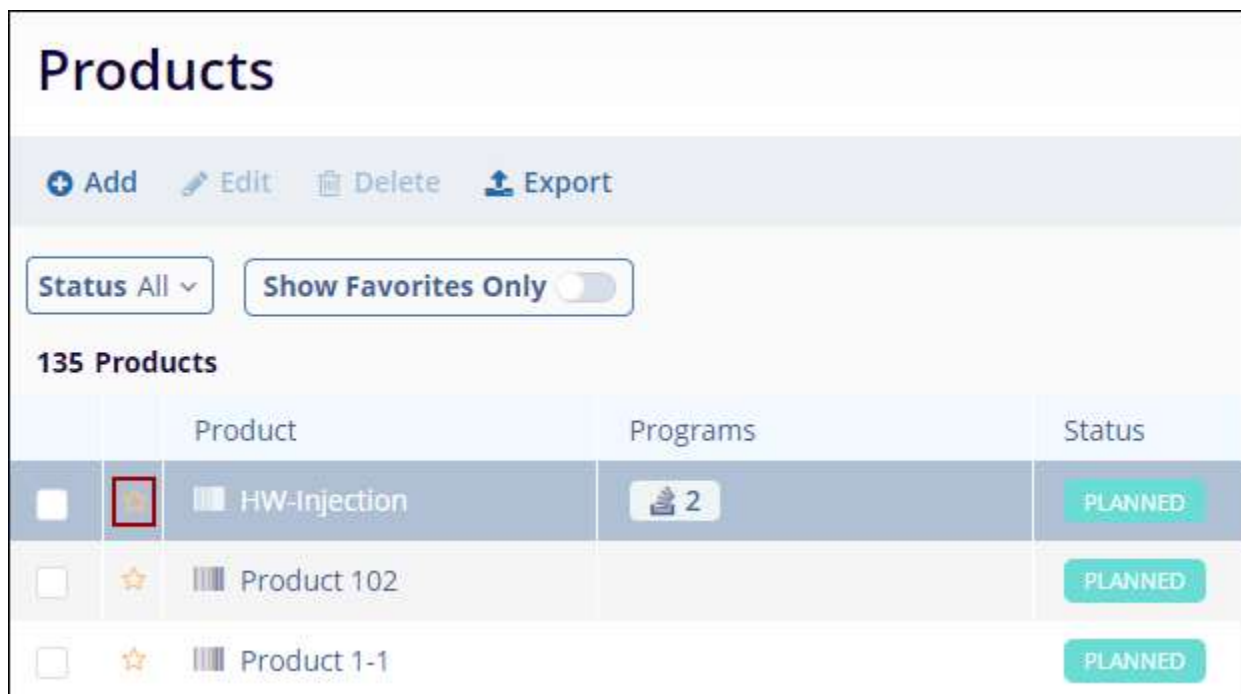 Products
Add Edit Delete Export
Status All Show Favorites Only
135 Products
Product Programs Status
HW-Injection 2 PLANNED
Product 102 PLANNED
Product 1-1 PLANNED